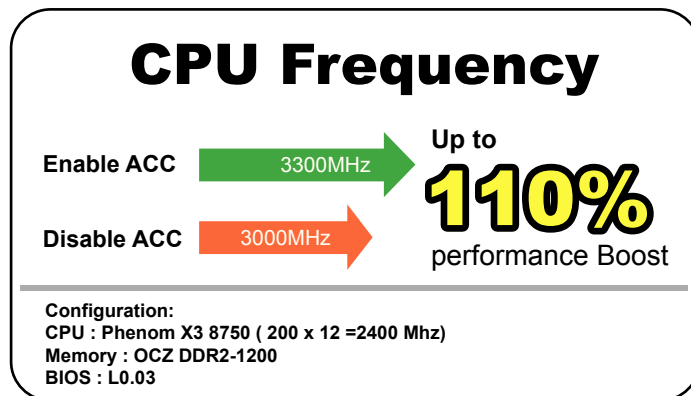 CPU Frequency
Enable ACC
3300MHz
Disable ACC
3000MHz
Up to
110%
performance Boost
Configuration:
CPU : Phenom X3 8750 ( 200 x 12 =2400 Mhz)
Memory : OCZ DDR2-1200
BIOS : L0.03